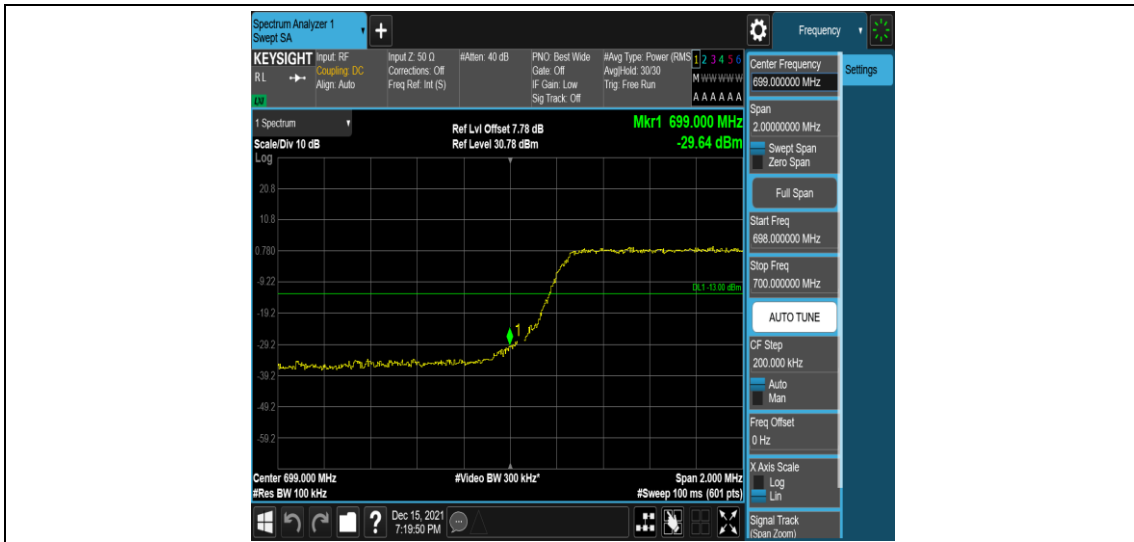 Spectrum Analyzer 1
Swept SA
+
Frequency
KEYSIGHT
RL
LXI
Input: RF
Coupling: DC
Align: Auto
Input Z: 50 Ω
Corrections: Off
Freq Ref: Int (S)
#Atten: 40 dB
PNO: Best Wide
Gate: Off
IF Gain: Low
Sig Track: Off
#Avg Type: Power (RMS
Avg|Hold: 30/30
Trig: Free Run
1 2 3 4 5 6
M W W W W W
A A A A A A
Center Frequency
699.000000 MHz
Settings
Span
2.00000000 MHz
Swept Span
Zero Span
Full Span
Start Freq
698.000000 MHz
Stop Freq
700.000000 MHz
AUTO TUNE
CF Step
200.000 kHz
Auto
Man
Freq Offset
0 Hz
X Axis Scale
Log
Lin
Signal Track
(Span Zoom)
1 Spectrum
Scale/Div 10 dB
Log
Ref Lvl Offset 7.78 dB
Ref Level 30.78 dBm
Mkr1 699.000 MHz
-29.64 dBm
20.8
10.8
0.780
-9.22
DL1 -13.00 dBm
-19.2
1
-29.2
-39.2
-49.2
-59.2
Center 699.000 MHz
#Res BW 100 kHz
#Video BW 300 kHz*
Span 2.000 MHz
#Sweep 100 ms (601 pts)
?
Dec 15, 2021
7:19:50 PM